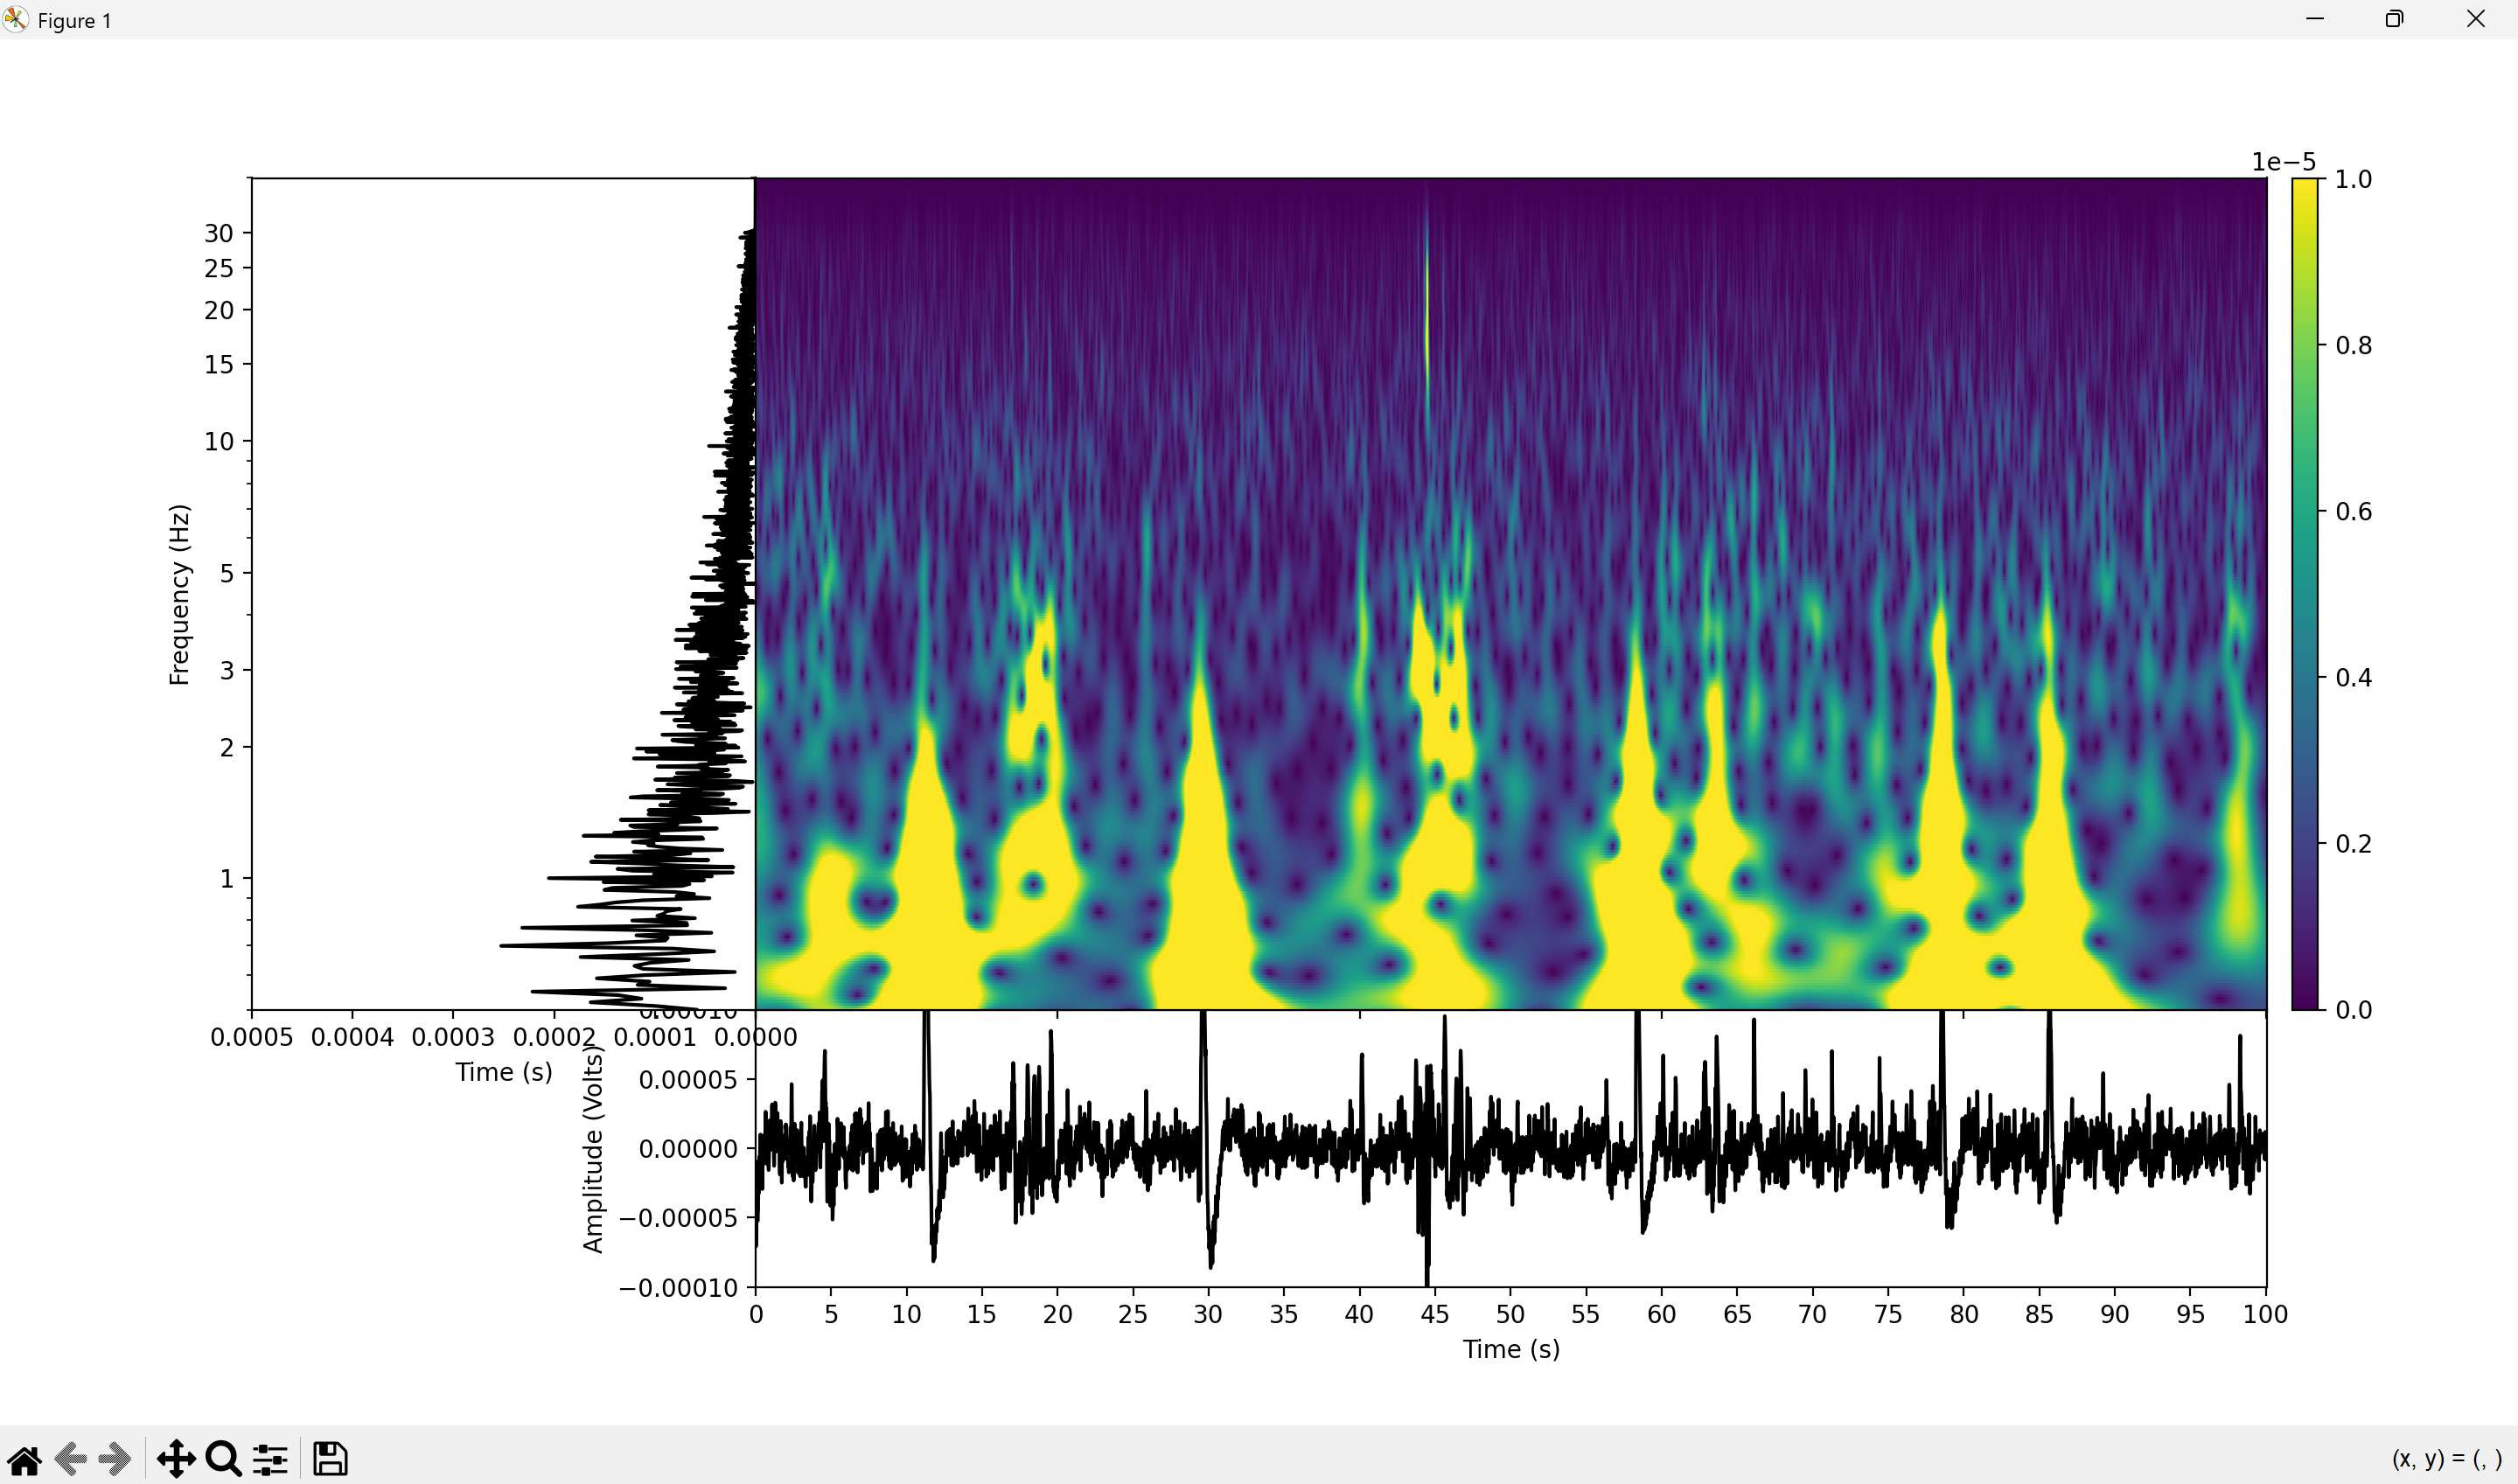 Figure 1
1e−5
1.0
0.8
0.6
0.4
0.2
0.0
30
25
20
15
10
5
3
2
1
Frequency (Hz)
0.0005 0.0004 0.0003 0.0002 0.0001 0.0000
Time (s)
0.00010
0.00005
0.00000
−0.00005
−0.00010
Amplitude (Volts)
0 5 10 15 20 25 30 35 40 45 50 55 60 65 70 75 80 85 90 95 100
Time (s)
(x, y) = (, )